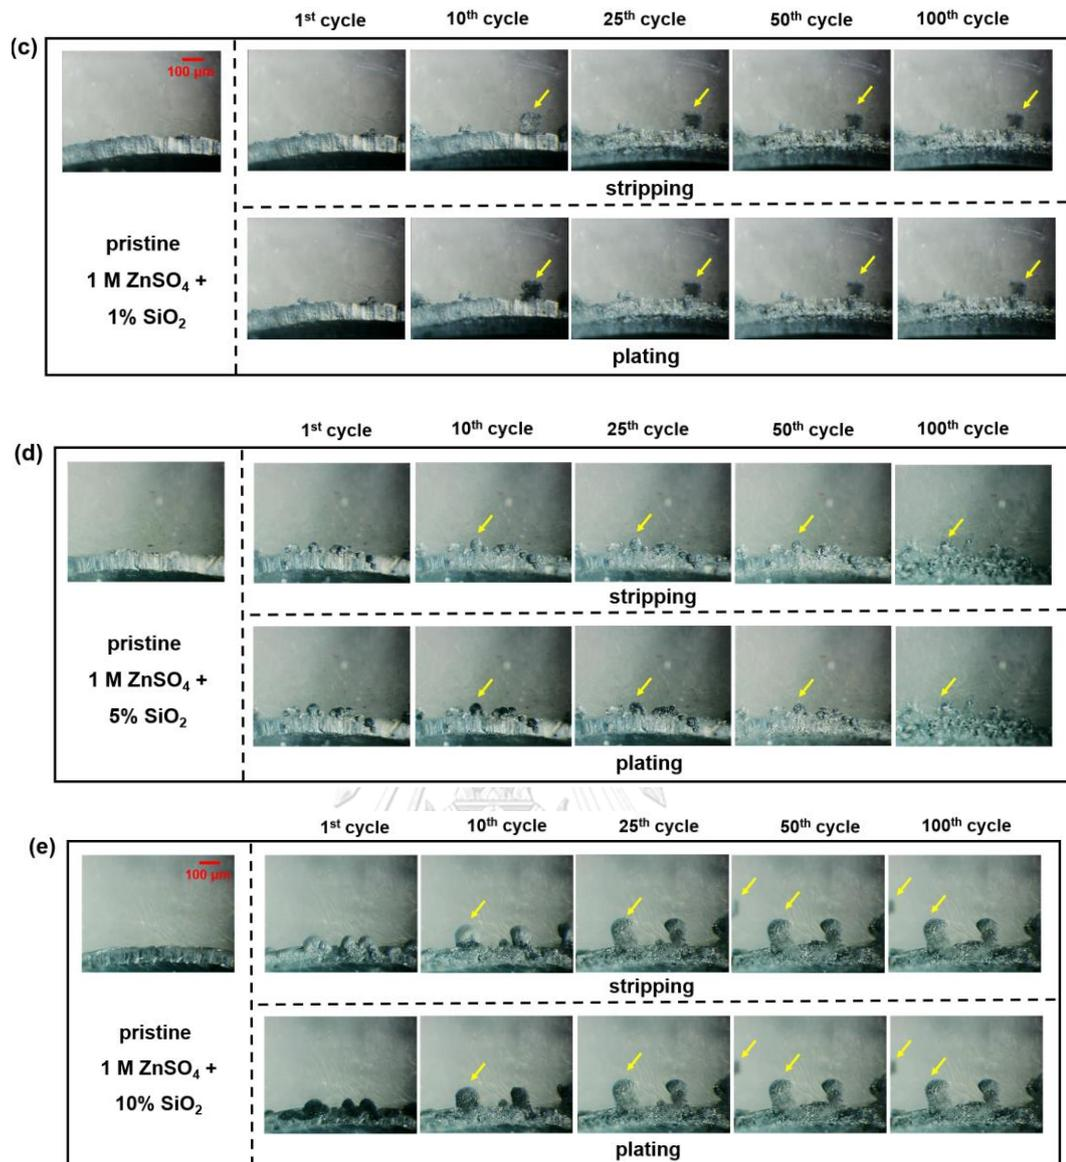 1st cycle 10th cycle 25th cycle 50th cycle 100th cycle
(c)
100 µm
stripping
pristine
1 M ZnSO4 +
1% SiO2
plating
1st cycle 10th cycle 25th cycle 50th cycle 100th cycle
(d)
stripping
pristine
1 M ZnSO4 +
5% SiO2
plating
1st cycle 10th cycle 25th cycle 50th cycle 100th cycle
(e)
100 µm
stripping
pristine
1 M ZnSO4 +
10% SiO2
plating